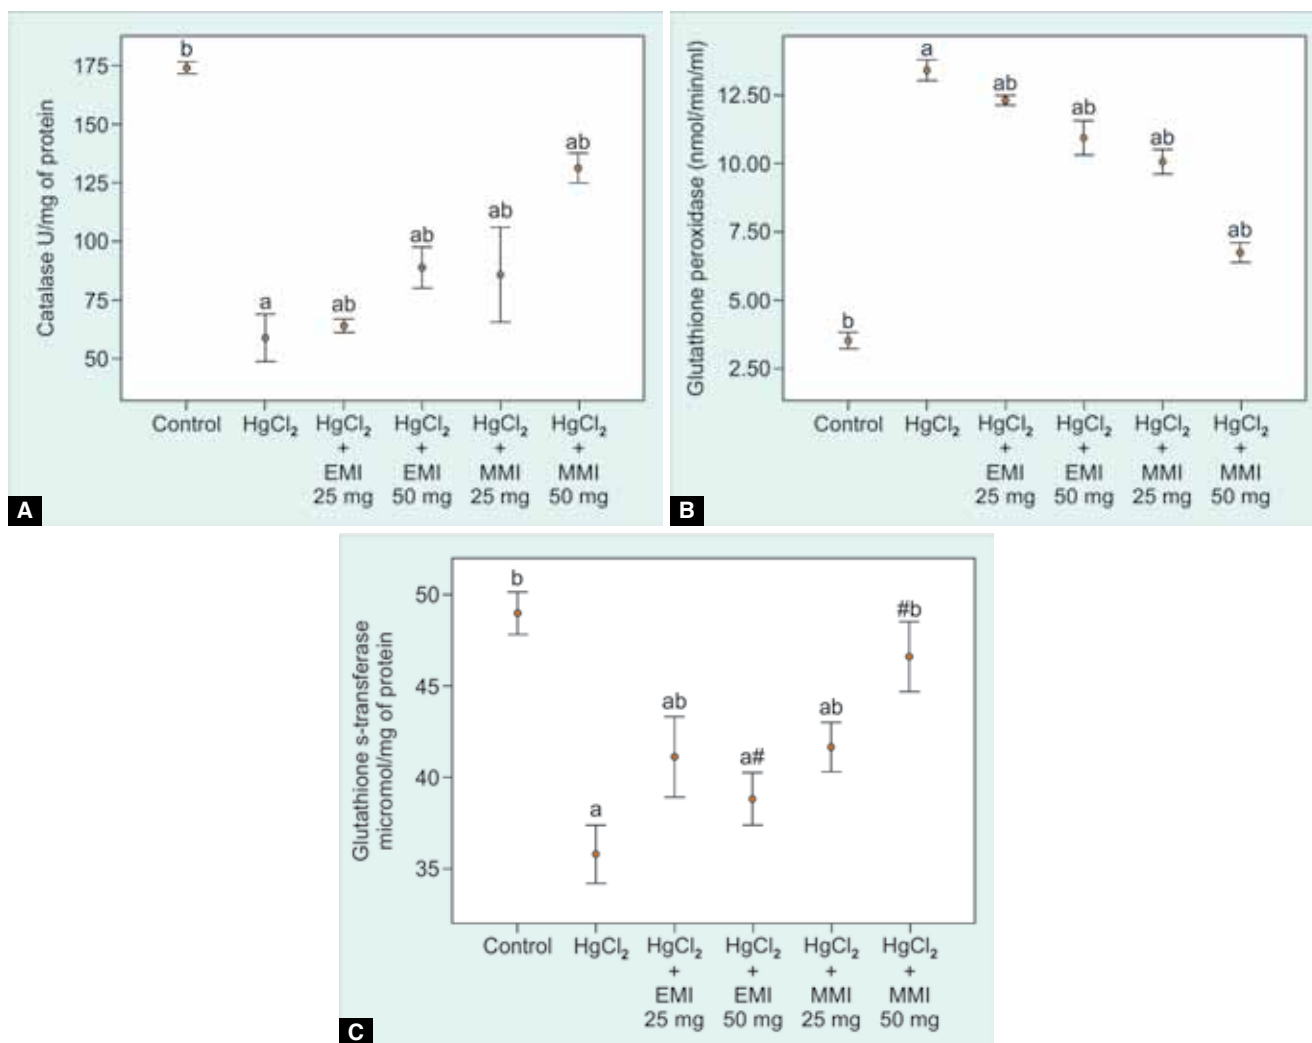 Catalase U/mg of protein
175
150
125
100
75
50
b
a
ab
ab
ab
ab
Control
HgCl₂
HgCl₂
+
EMI
25 mg
HgCl₂
+
EMI
50 mg
HgCl₂
+
MMI
25 mg
HgCl₂
+
MMI
50 mg
A
Glutathione peroxidase (nmol/min/ml)
12.50
10.00
7.50
5.00
2.50
b
a
ab
ab
ab
ab
Control
HgCl₂
HgCl₂
+
EMI
25 mg
HgCl₂
+
EMI
50 mg
HgCl₂
+
MMI
25 mg
HgCl₂
+
MMI
50 mg
B
Glutathione s-transferase
micromol/mg of protein
50
45
40
35
b
a
ab
a#
ab
#b
Control
HgCl₂
HgCl₂
+
EMI
25 mg
HgCl₂
+
EMI
50 mg
HgCl₂
+
MMI
25 mg
HgCl₂
+
MMI
50 mg
C